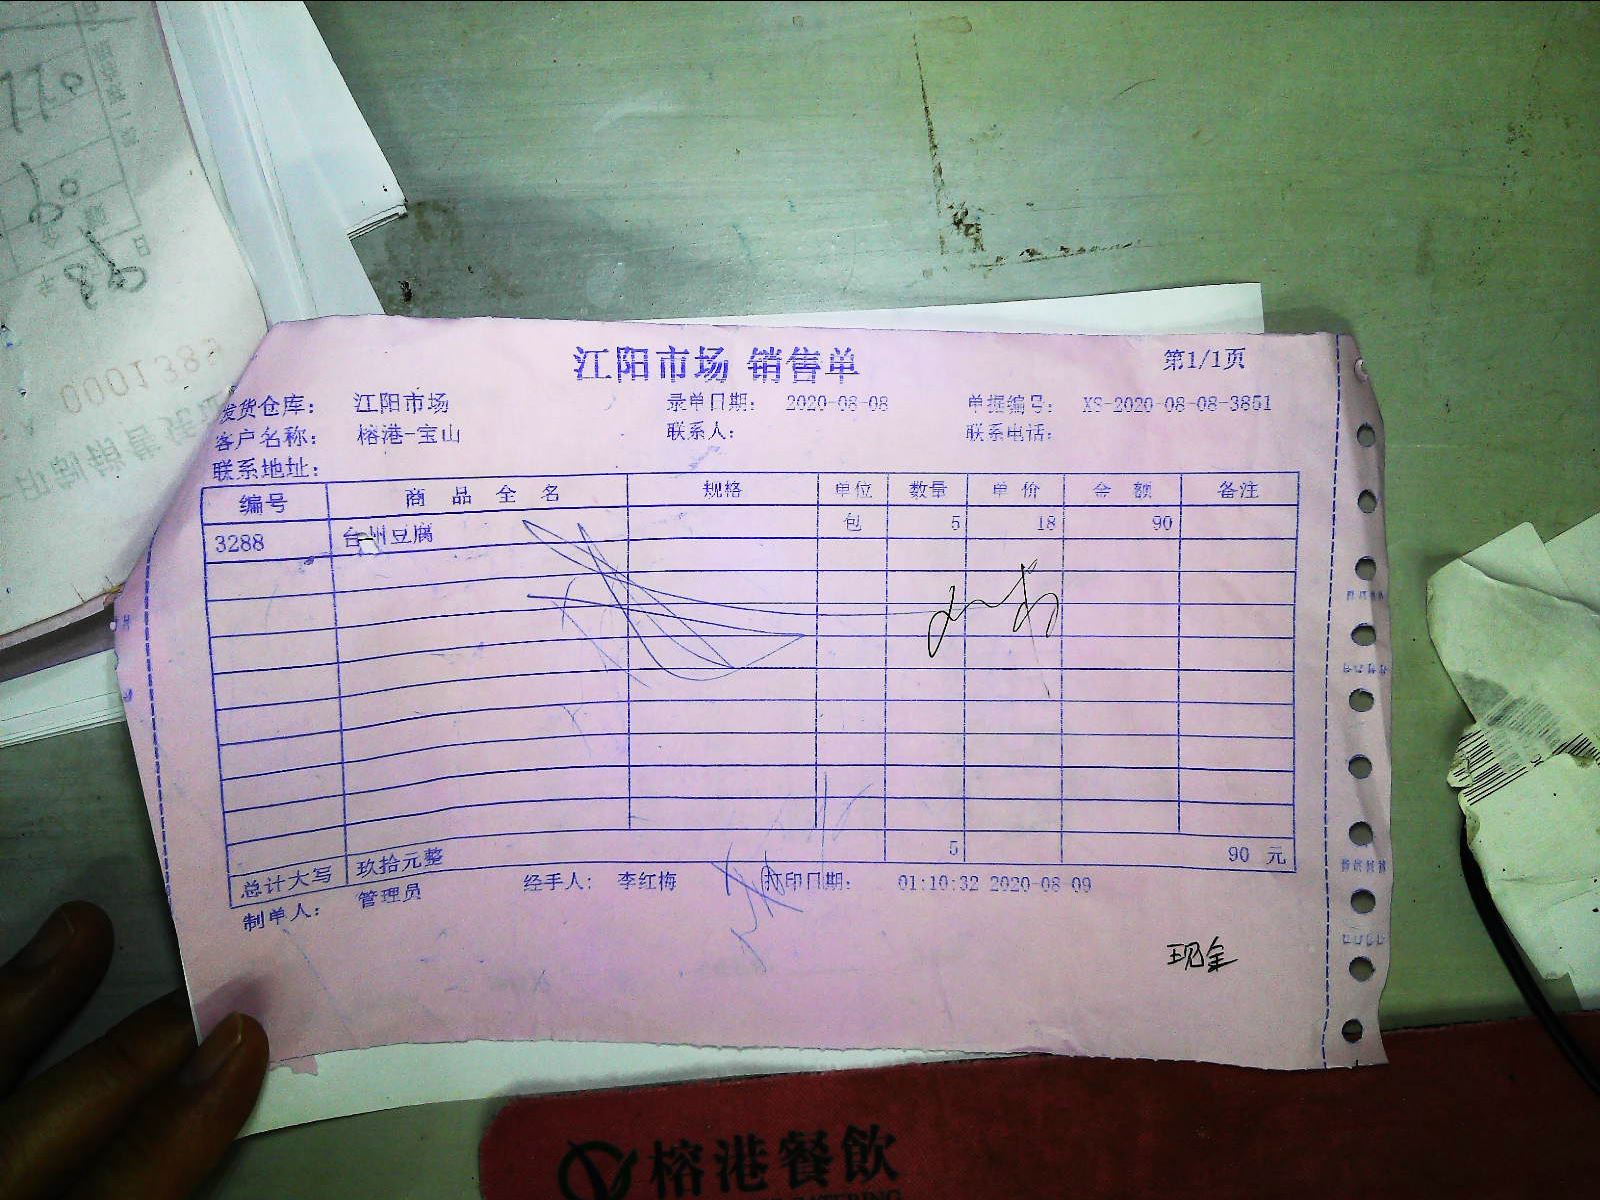 江阳市场 销售单
第1/1页
发货仓库: 江阳市场 录单日期: 2020-08-08 单据编号: XS-2020-08-08-3851
客户名称: 榕港-宝山 联系人: 联系电话:
联系地址:
编号 商品全名 规格 单位 数量 单价 金额 备注
3288 台州豆腐 包 5 18 90
总计大写 玖拾元整 5 90 元
制单人: 管理员 经手人: 李红梅 打印日期: 01:10:32 2020-08-09
现金
榕港餐飲
0001383